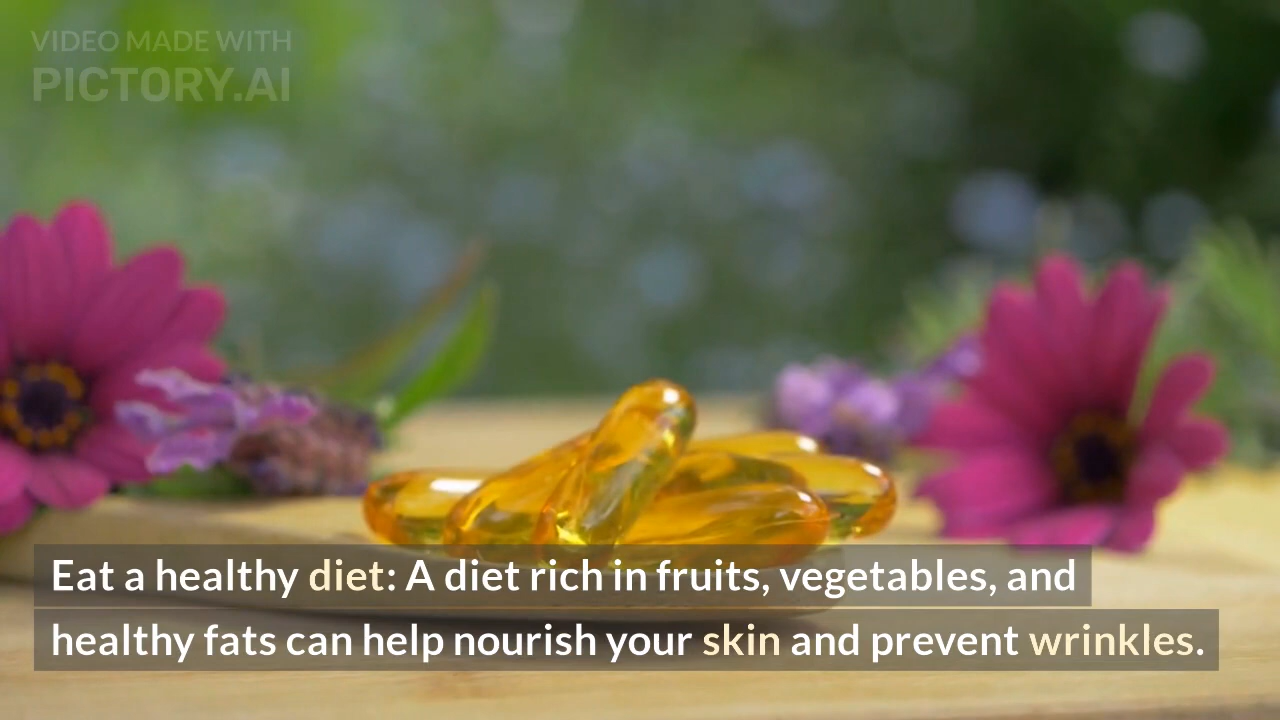 VIDEO MADE WITH
PICTORY.AI
Eat a healthy diet: A diet rich in fruits, vegetables, and
healthy fats can help nourish your skin and prevent wrinkles.